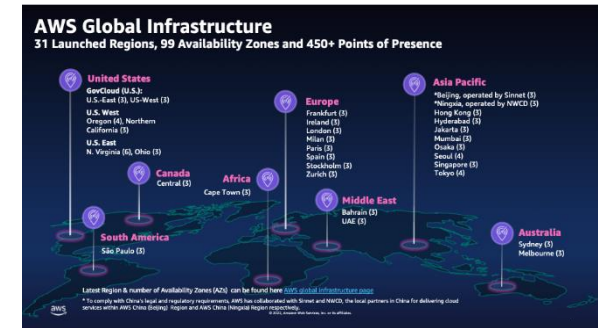 AWS Global Infrastructure
31 Launched Regions, 99 Availability Zones and 450+ Points of Presence
United States
GovCloud (U.S.):
U.S.-East (3), US-West (3)
U.S. West
Oregon (4), Northern
California (3)
U.S. East
N. Virginia (6), Ohio (3)
Canada
Central (3)
South America
São Paulo (3)
Africa
Cape Town (3)
Europe
Frankfurt (3)
Ireland (3)
London (3)
Milan (3)
Paris (3)
Spain (3)
Stockholm (3)
Zurich (3)
Middle East
Bahrain (3)
UAE (3)
Asia Pacific
*Beijing, operated by Sinnet (3)
*Ningxia, operated by NWCD (3)
Hong Kong (3)
Hyderabad (3)
Jakarta (3)
Mumbai (3)
Osaka (3)
Seoul (4)
Singapore (3)
Tokyo (4)
Australia
Sydney (3)
Melbourne (3)
Latest Region & number of Availability Zones (AZs) can be found here AWS global infrastructure page
* To comply with China's legal and regulatory requirements, AWS has collaborated with Sinnet and NWCD, the local partners in China for delivering cloud
services within AWS China (Beijing) Region and AWS China (Ningxia) Region respectively.
aws
© 2023, Amazon Web Services, Inc. or its affiliates.